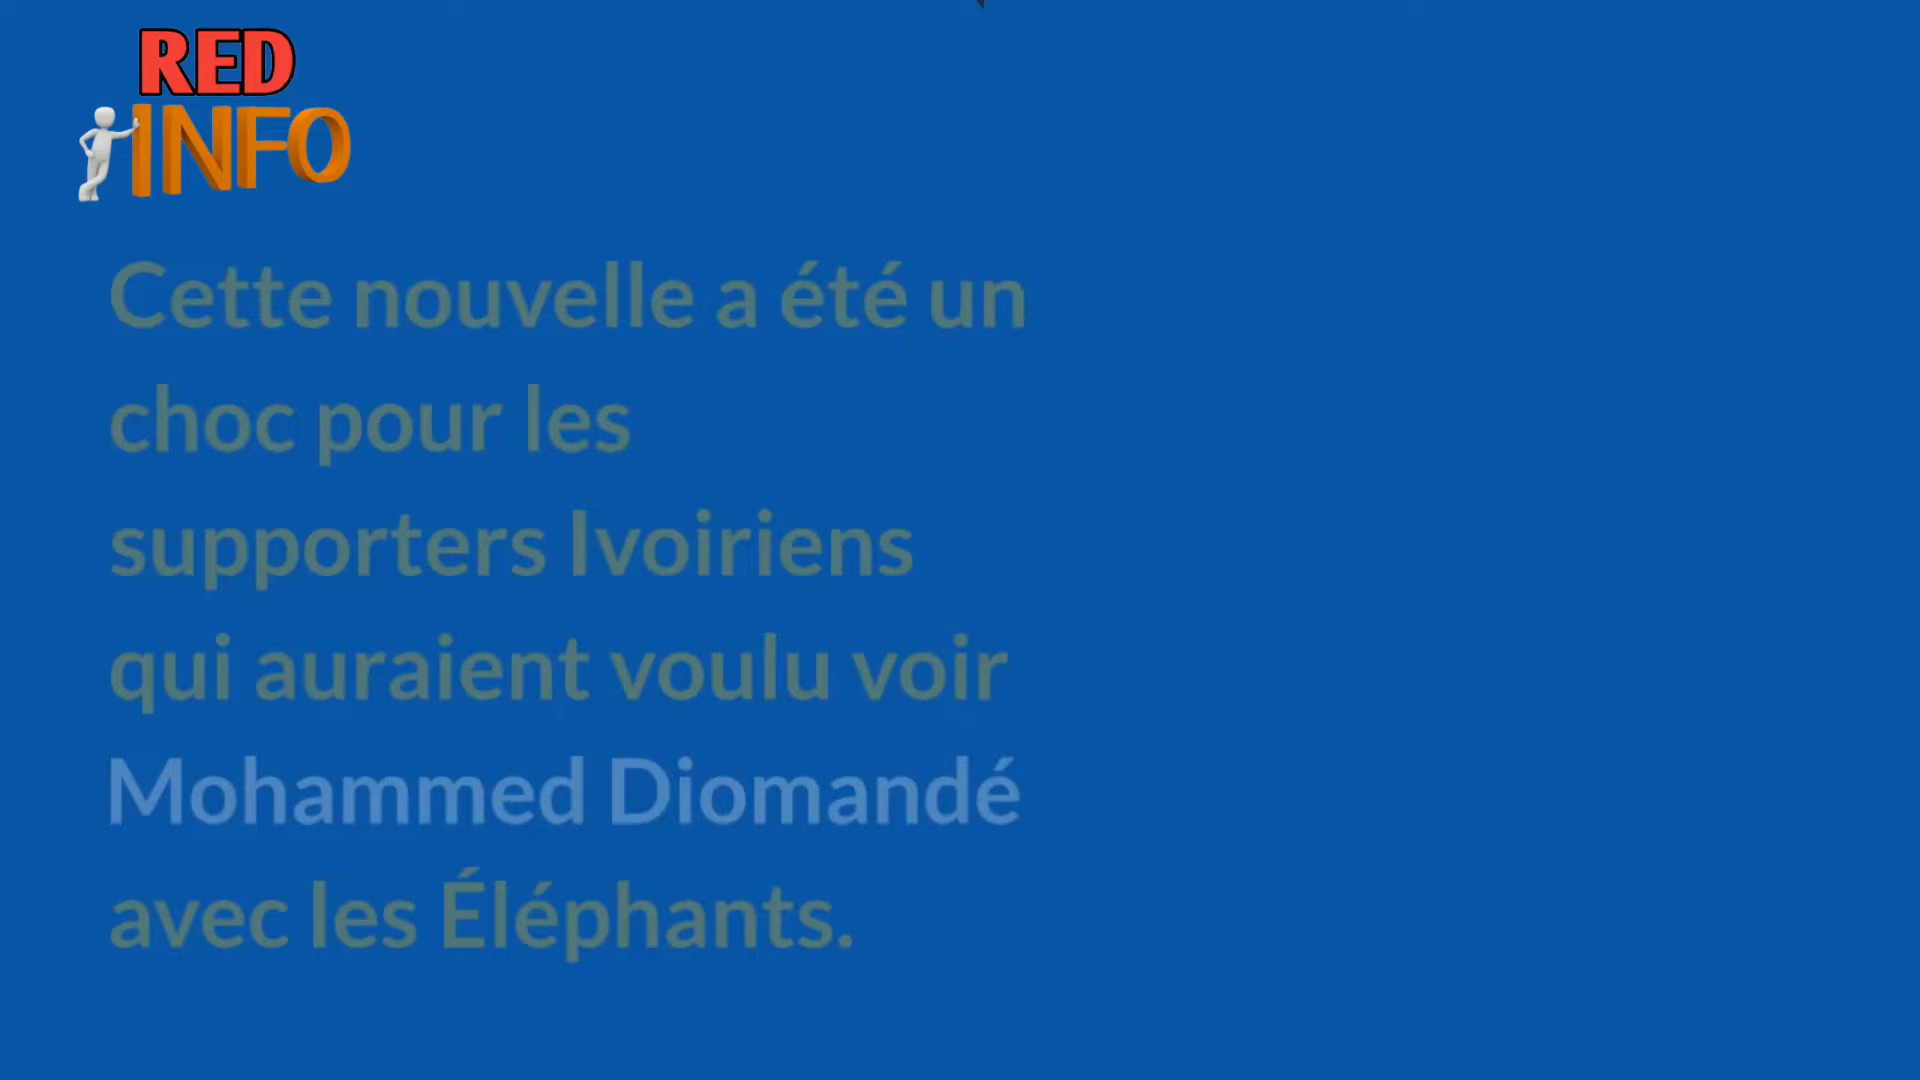 RED
INFO
Cette nouvelle a été un
choc pour les
supporters Ivoiriens
qui auraient voulu voir
Mohammed Diomandé
avec les Éléphants.